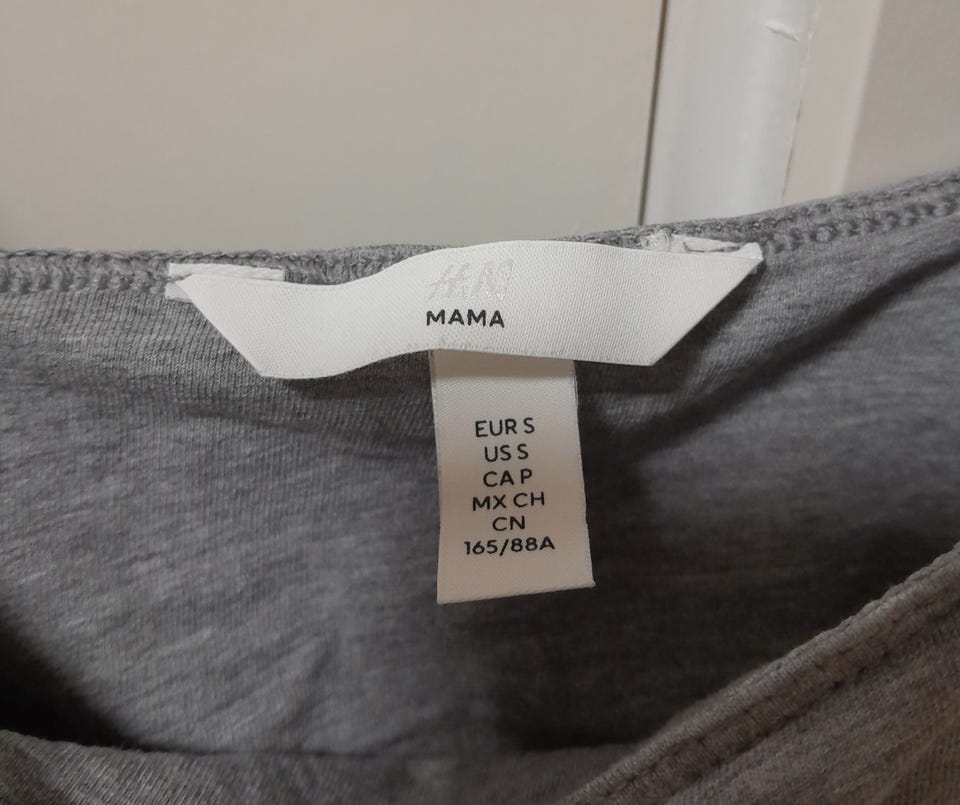 H&M
MAMA
EUR S
US S
CA P
MX CH
CN
165/88A